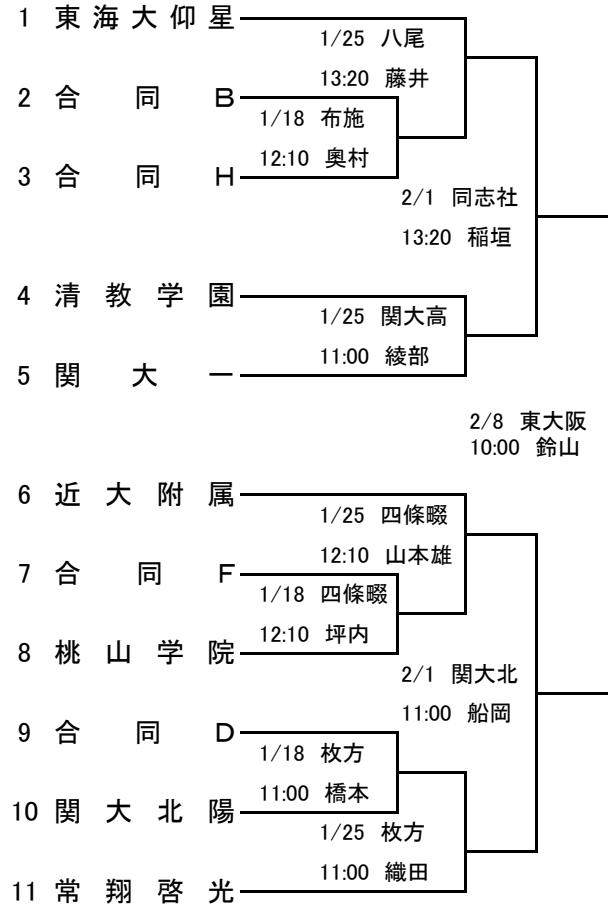 1 東海大仰星
1/25 八尾
13:20 藤井
2 合同B
1/18 布施
12:10 奥村
3 合同H
2/1 同志社
13:20 稲垣
4 清教学園
1/25 関大高
11:00 綾部
5 関大一
2/8 東大阪
10:00 鈴山
6 近大附属
1/25 四條畷
12:10 山本雄
7 合同F
1/18 四條畷
12:10 坪内
8 桃山学院
2/1 関大北
11:00 船岡
9 合同D
1/18 枚方
11:00 橋本
10 関大北陽
1/25 枚方
11:00 織田
11 常翔啓光